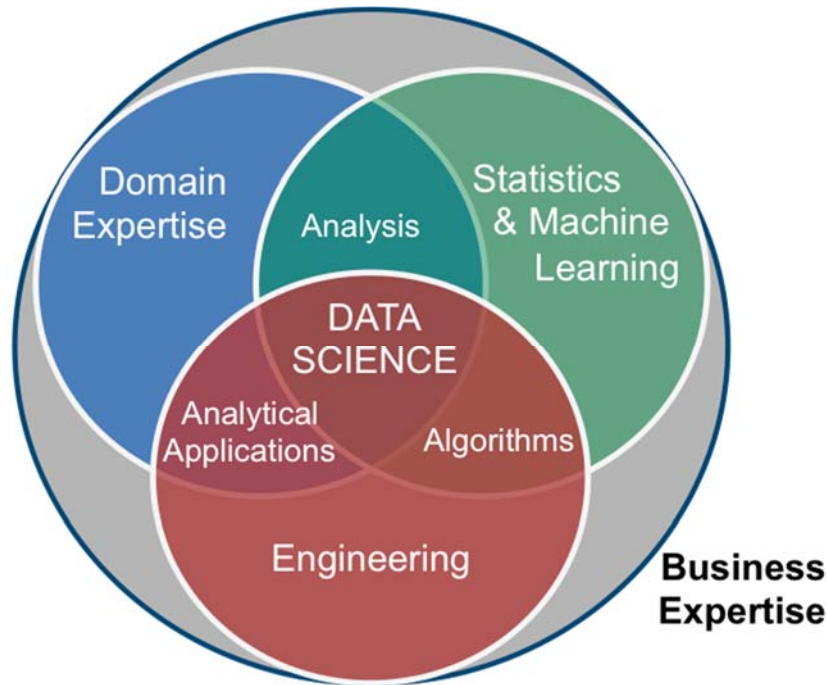 Domain
Expertise
Analysis
Statistics
& Machine
Learning
DATA
SCIENCE
Analytical
Applications
Algorithms
Engineering
Business
Expertise